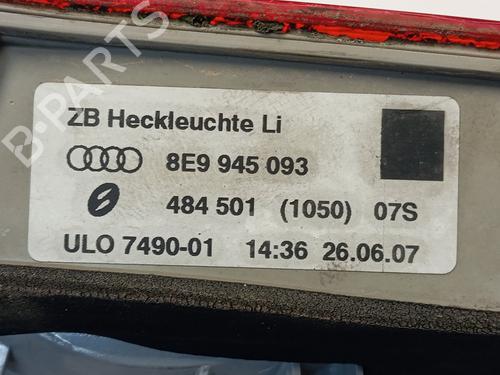 ZB Heckleuchte Li
8E9 945 093
484 501 (1050) 07S
ULO 7490-01 14:36 26.06.07
B-PARTS